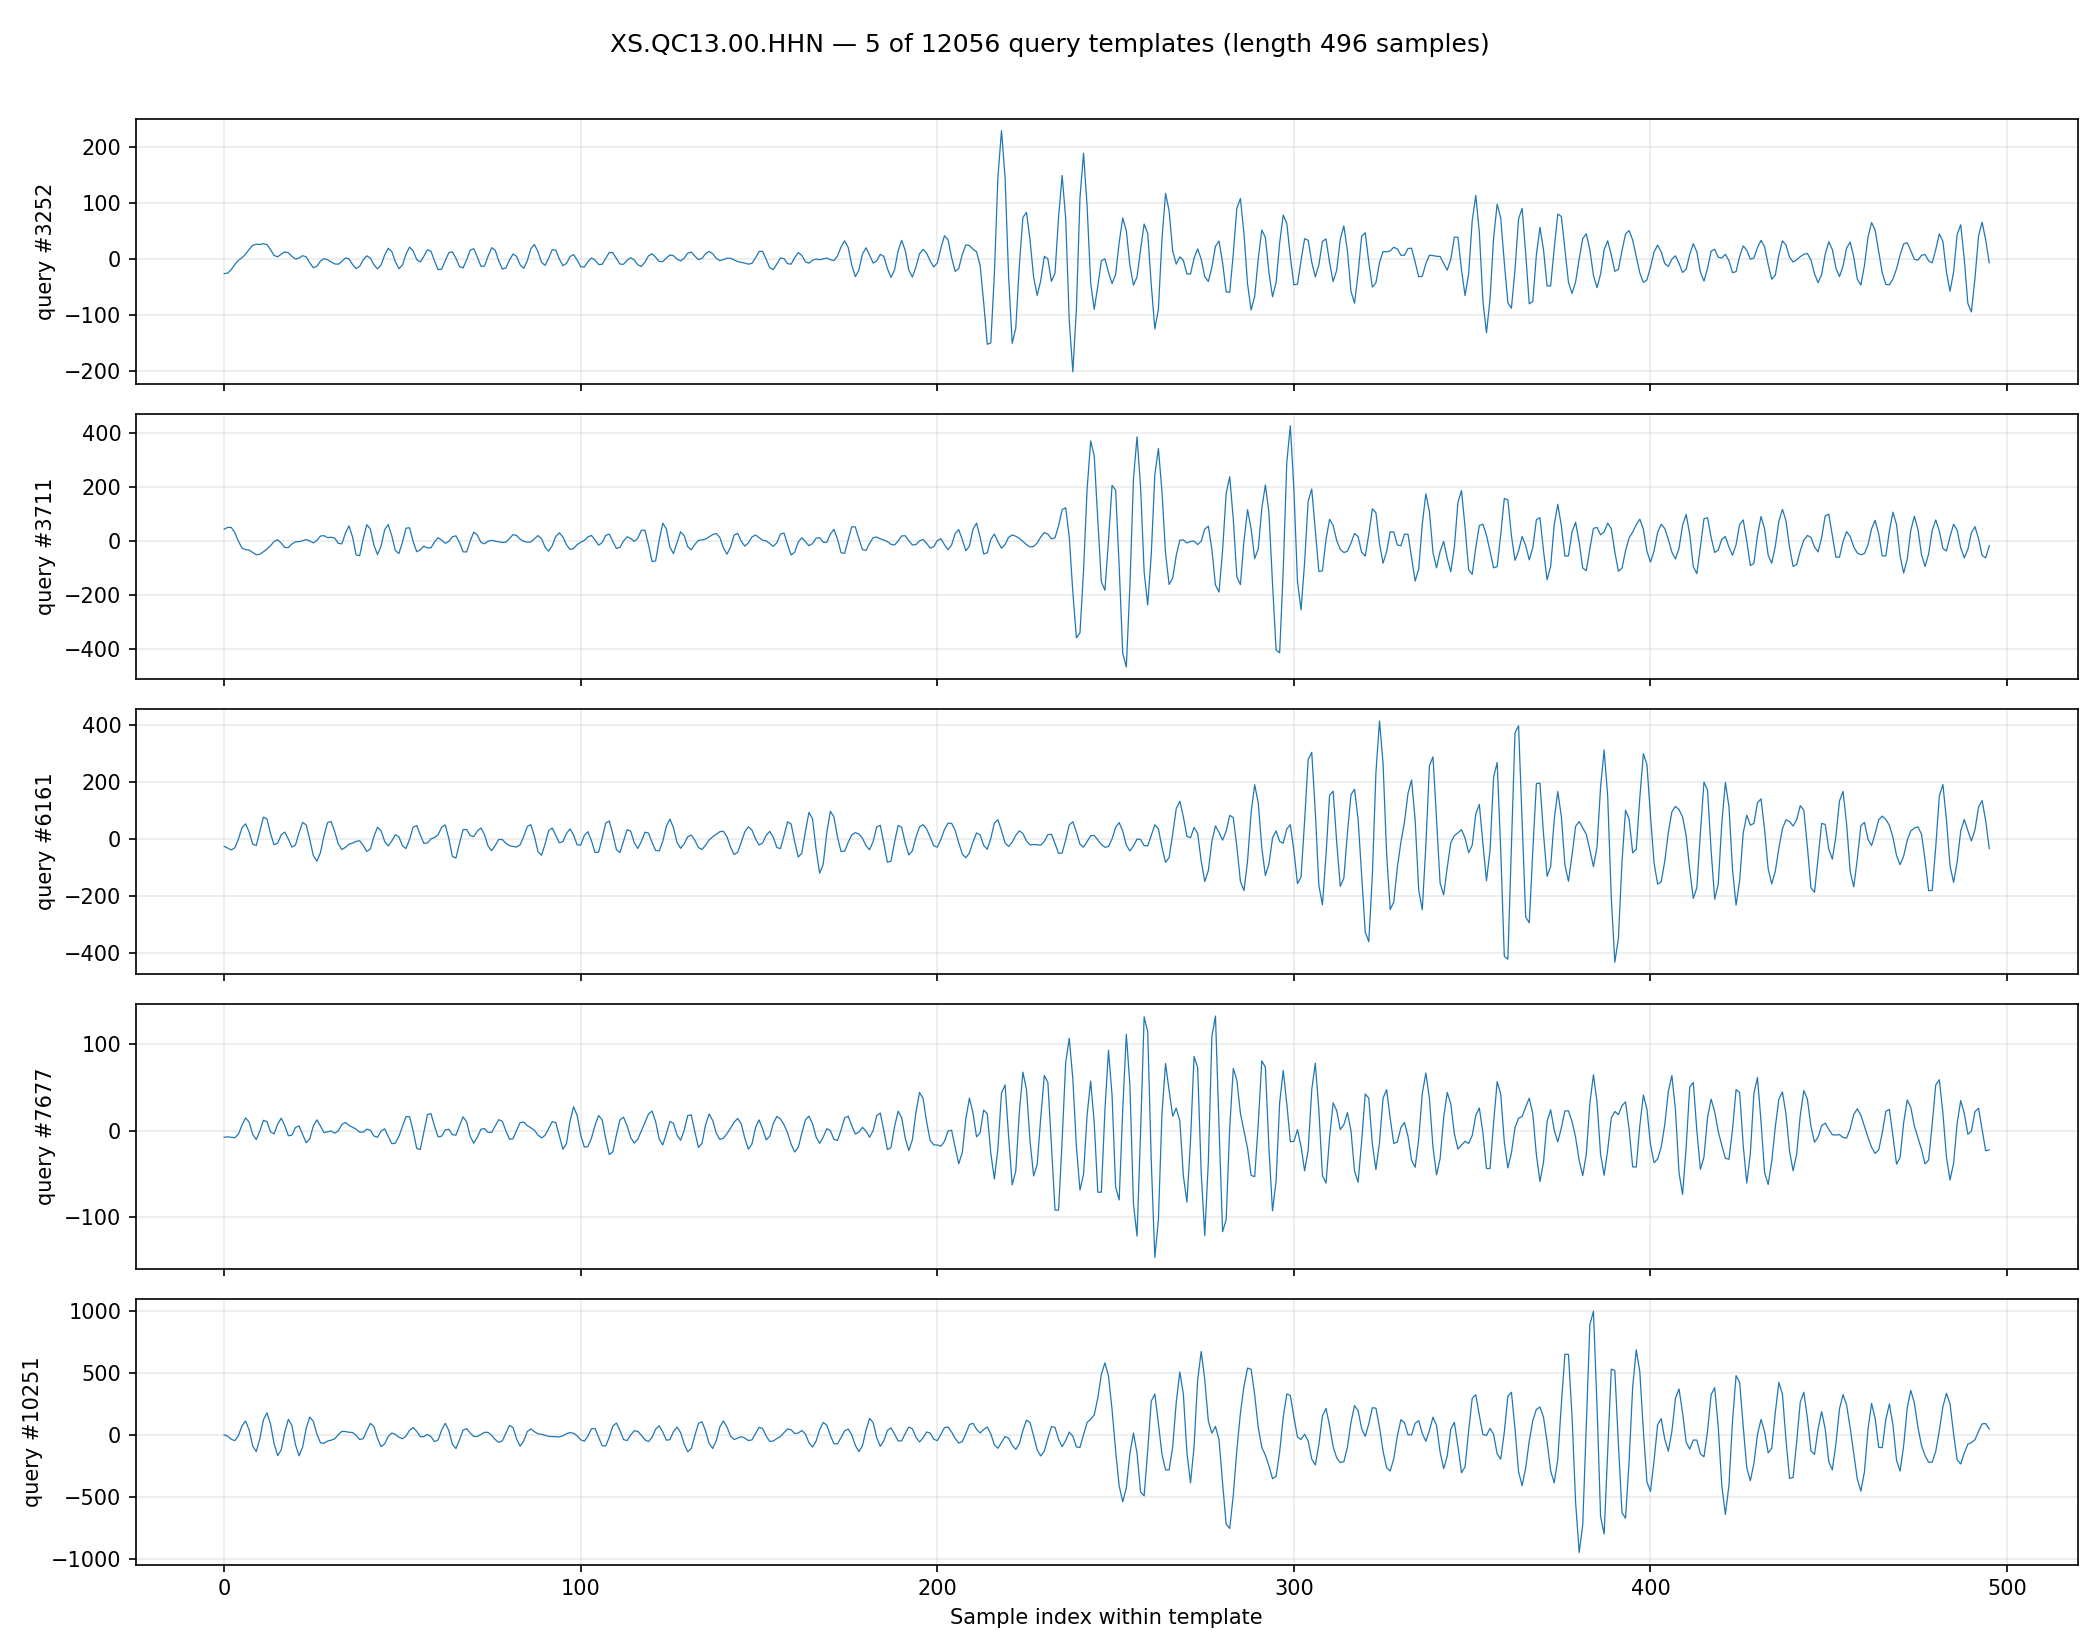 XS.QC13.00.HHN — 5 of 12056 query templates (length 496 samples)
query #3252
200
100
0
−100
−200
query #3711
400
200
0
−200
−400
query #6161
400
200
0
−200
−400
query #7677
100
0
−100
query #10251
1000
500
0
−500
−1000
0 100 200 300 400 500
Sample index within template